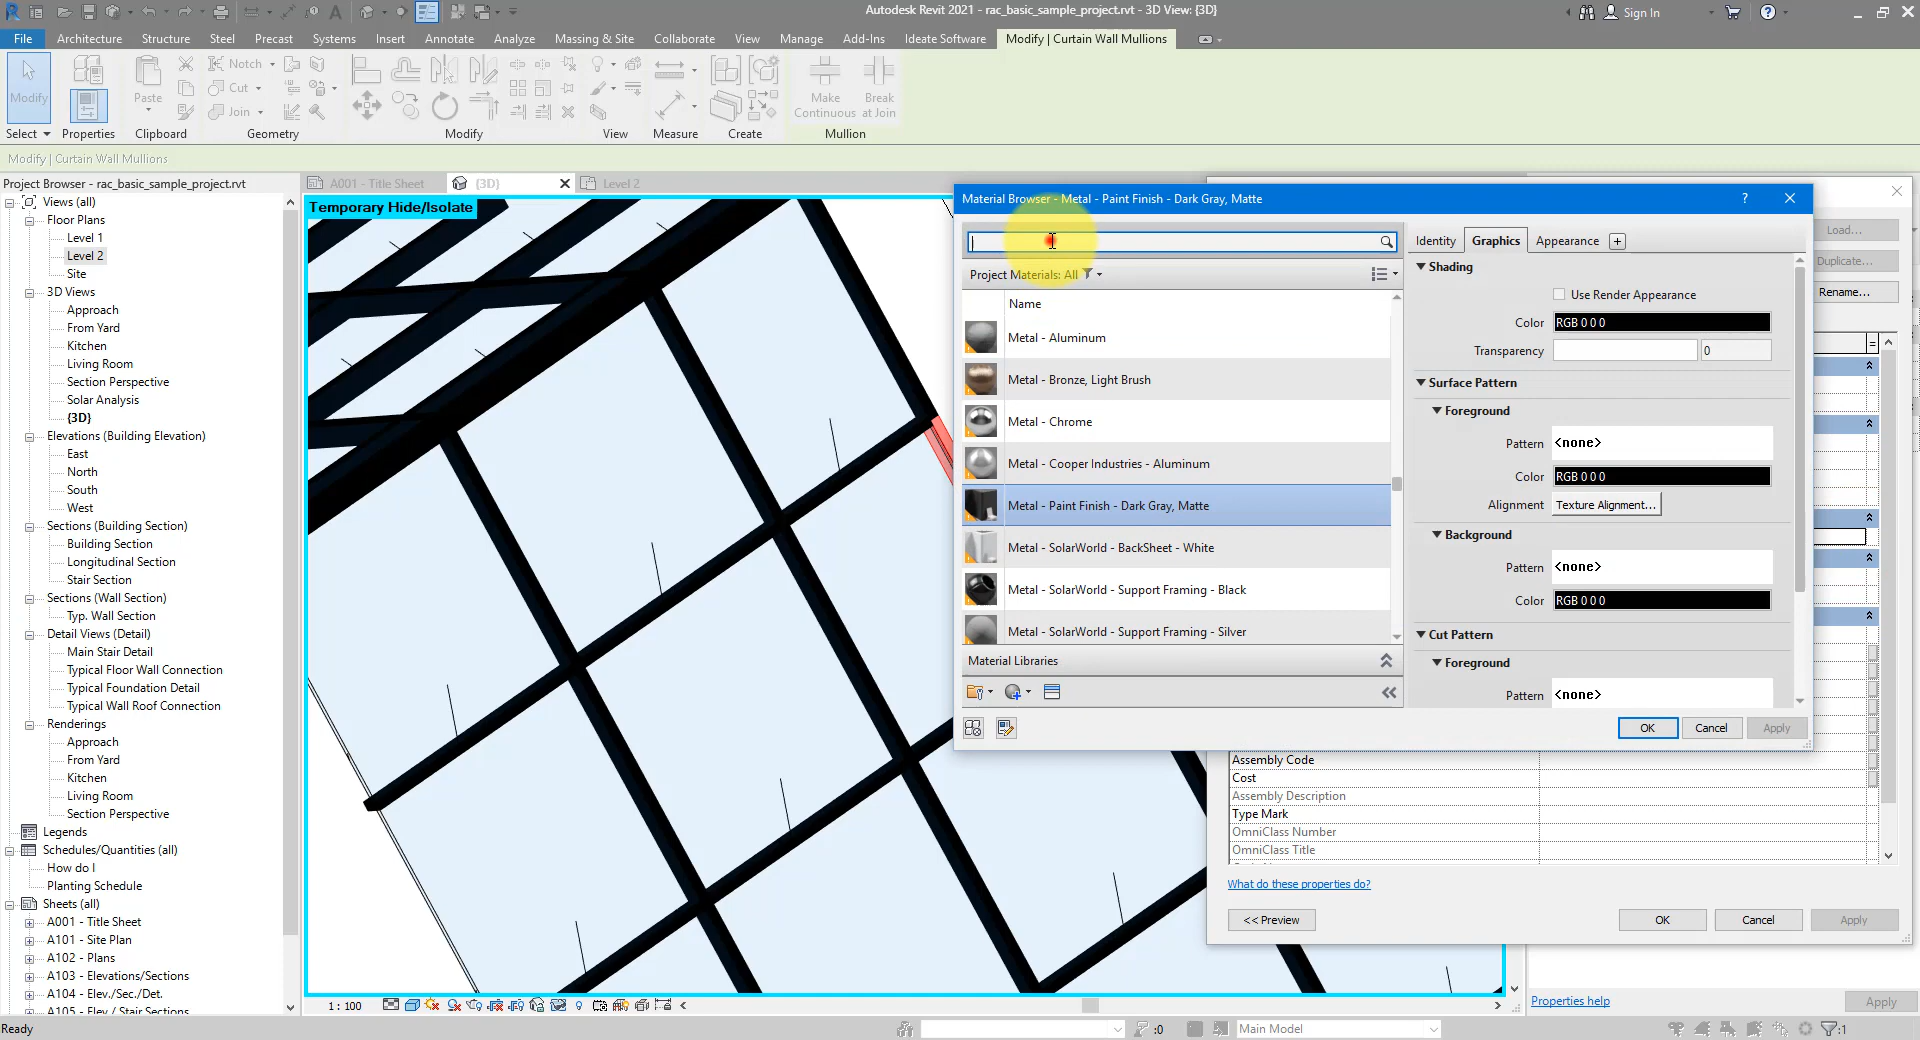 Autodesk Revit 2021 - rac_basic_sample_project.rvt - 3D View: {3D}
Sign In
File Architecture Structure Steel Precast Systems Insert Annotate Analyze Massing & Site Collaborate View Manage Add-Ins Ideate Software Modify | Curtain Wall Mullions
Modify
Paste
Notch
Cut
Join
Make Continuous
Break at Join
Select Properties Clipboard Geometry Modify View Measure Create Mullion
Modify | Curtain Wall Mullions
Project Browser - rac_basic_sample_project.rvt
Views (all)
Floor Plans
Level 1
Level 2
Site
3D Views
Approach
From Yard
Kitchen
Living Room
Section Perspective
Solar Analysis
{3D}
Elevations (Building Elevation)
East
North
South
West
Sections (Building Section)
Building Section
Longitudinal Section
Stair Section
Sections (Wall Section)
Typ. Wall Section
Detail Views (Detail)
Main Stair Detail
Typical Floor Wall Connection
Typical Foundation Detail
Typical Wall Roof Connection
Renderings
Approach
From Yard
Kitchen
Living Room
Section Perspective
Legends
Schedules/Quantities (all)
How do I
Planting Schedule
Sheets (all)
A001 - Title Sheet
A101 - Site Plan
A102 - Plans
A103 - Elevations/Sections
A104 - Elev./Sec./Det.
A105 - Elev./ Stair Sections
A001 - Title Sheet {3D} Level 2
Temporary Hide/Isolate
Material Browser - Metal - Paint Finish - Dark Gray, Matte
Project Materials: All
Name
Metal - Aluminum
Metal - Bronze, Light Brush
Metal - Chrome
Metal - Cooper Industries - Aluminum
Metal - Paint Finish - Dark Gray, Matte
Metal - SolarWorld - BackSheet - White
Metal - SolarWorld - Support Framing - Black
Metal - SolarWorld - Support Framing - Silver
Material Libraries
Identity Graphics Appearance
Shading
Use Render Appearance
Color RGB 0 0 0
Transparency 0
Surface Pattern
Foreground
Pattern <none>
Color RGB 0 0 0
Alignment Texture Alignment...
Background
Pattern <none>
Color RGB 0 0 0
Cut Pattern
Foreground
Pattern <none>
OK Cancel Apply
Load...
Duplicate...
Rename...
=
Assembly Code
Cost
Assembly Description
Type Mark
OmniClass Number
OmniClass Title
What do these properties do?
<< Preview OK Cancel Apply
1 : 100
Properties help Apply
Ready
:0
Main Model
:1